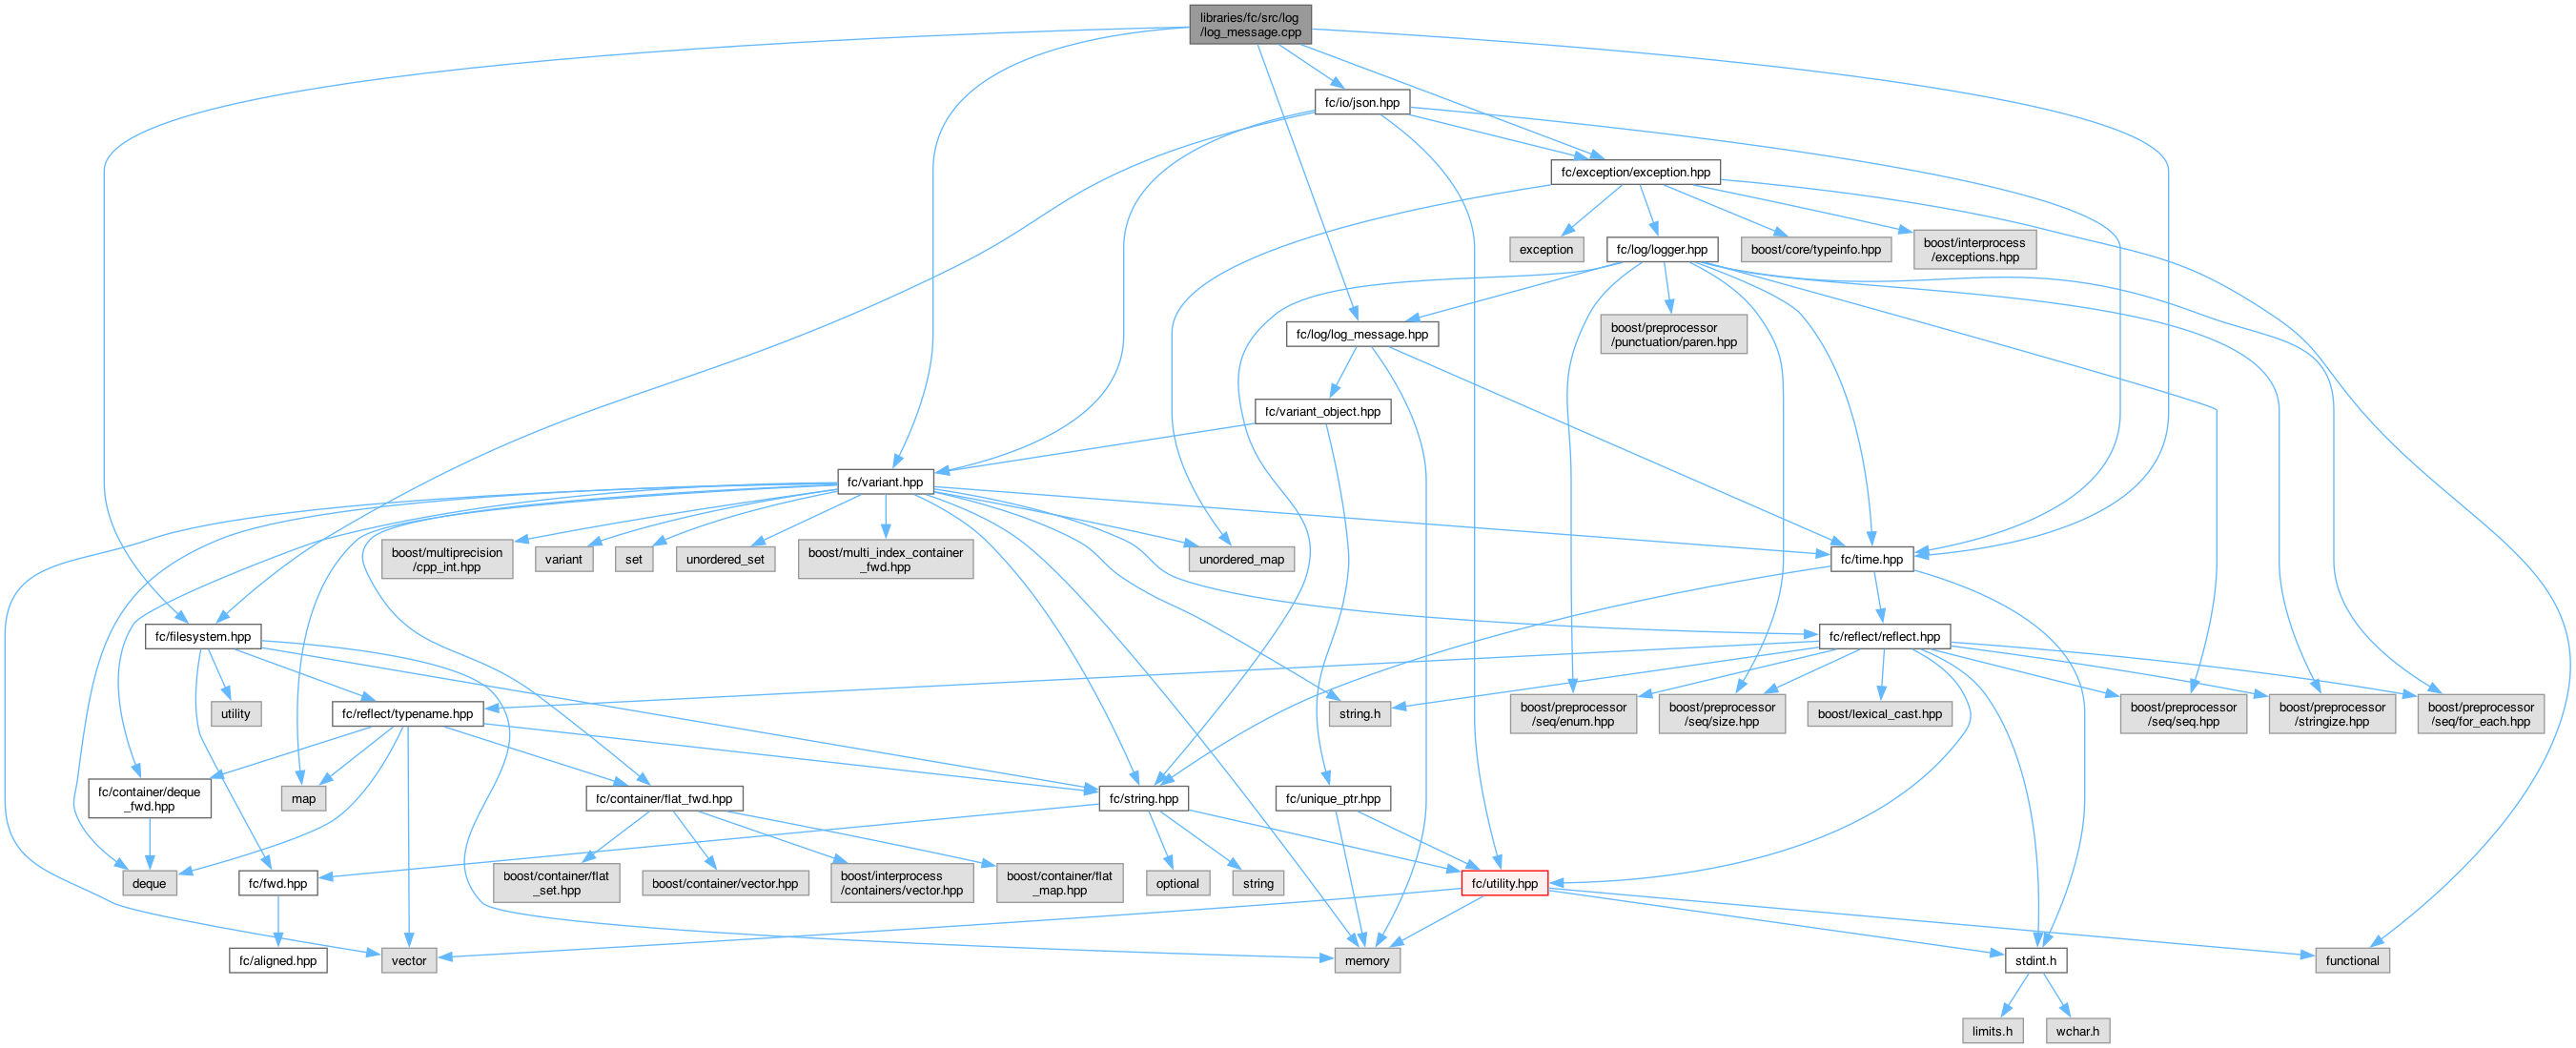 libraries/fc/src/log
/log_message.cpp
fc/io/json.hpp
fc/exception/exception.hpp
exception
fc/log/logger.hpp
boost/core/typeinfo.hpp
boost/interprocess
/exceptions.hpp
fc/log/log_message.hpp
boost/preprocessor
/punctuation/paren.hpp
fc/variant_object.hpp
fc/variant.hpp
boost/multiprecision
/cpp_int.hpp
variant
set
unordered_set
boost/multi_index_container
_fwd.hpp
unordered_map
fc/time.hpp
fc/filesystem.hpp
fc/reflect/reflect.hpp
utility
fc/reflect/typename.hpp
string.h
boost/preprocessor
/seq/enum.hpp
boost/preprocessor
/seq/size.hpp
boost/lexical_cast.hpp
boost/preprocessor
/seq/seq.hpp
boost/preprocessor
/stringize.hpp
boost/preprocessor
/seq/for_each.hpp
fc/container/deque
_fwd.hpp
map
fc/container/flat_fwd.hpp
fc/string.hpp
fc/unique_ptr.hpp
deque
fc/fwd.hpp
boost/container/flat
_set.hpp
boost/container/vector.hpp
boost/interprocess
/containers/vector.hpp
boost/container/flat
_map.hpp
optional
string
fc/utility.hpp
fc/aligned.hpp
vector
memory
stdint.h
functional
limits.h
wchar.h